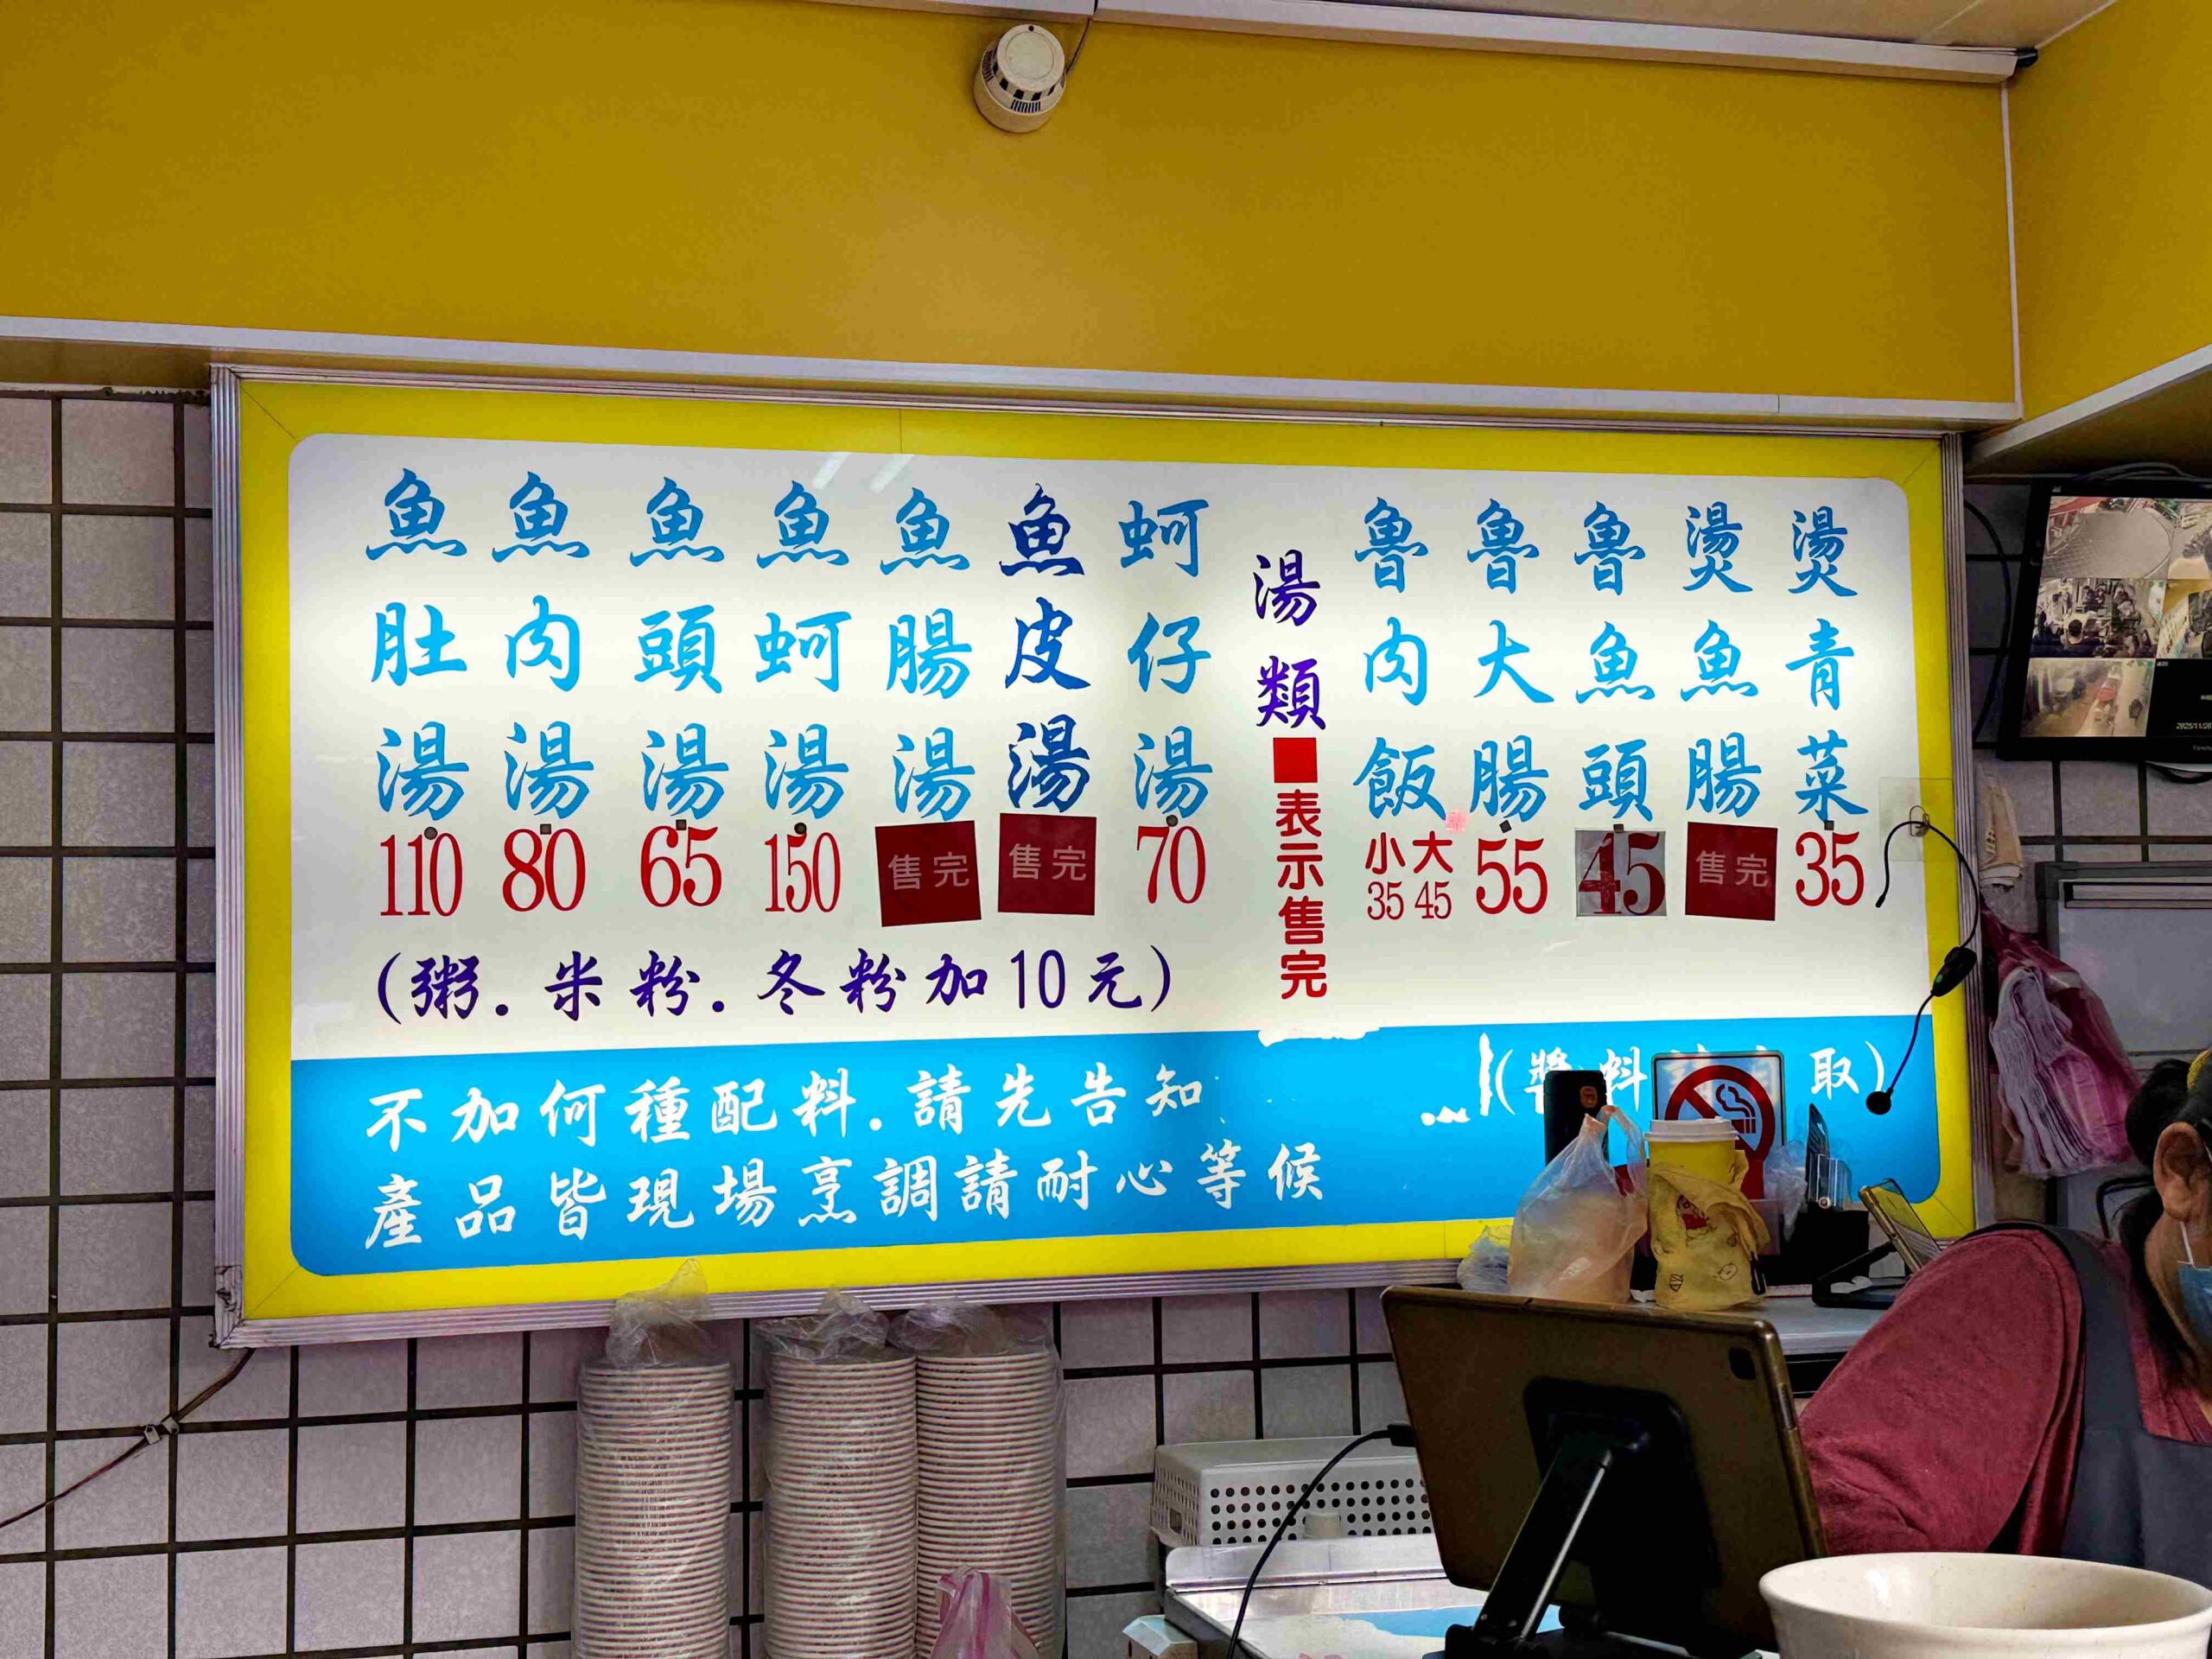 魚肚湯 110
魚肉湯 80
魚頭湯 65
魚蚵湯 150
魚腸湯 售完
魚皮湯 售完
蚵仔湯 70
(粥.米粉.冬粉加10元)
湯類
■表示售完
魯肉飯 小35 大45
魯大腸 55
魯魚頭 45
燙魚腸 售完
燙青菜 35
不加何種配料.請先告知
(醬料 取)
產品皆現場烹調請耐心等候